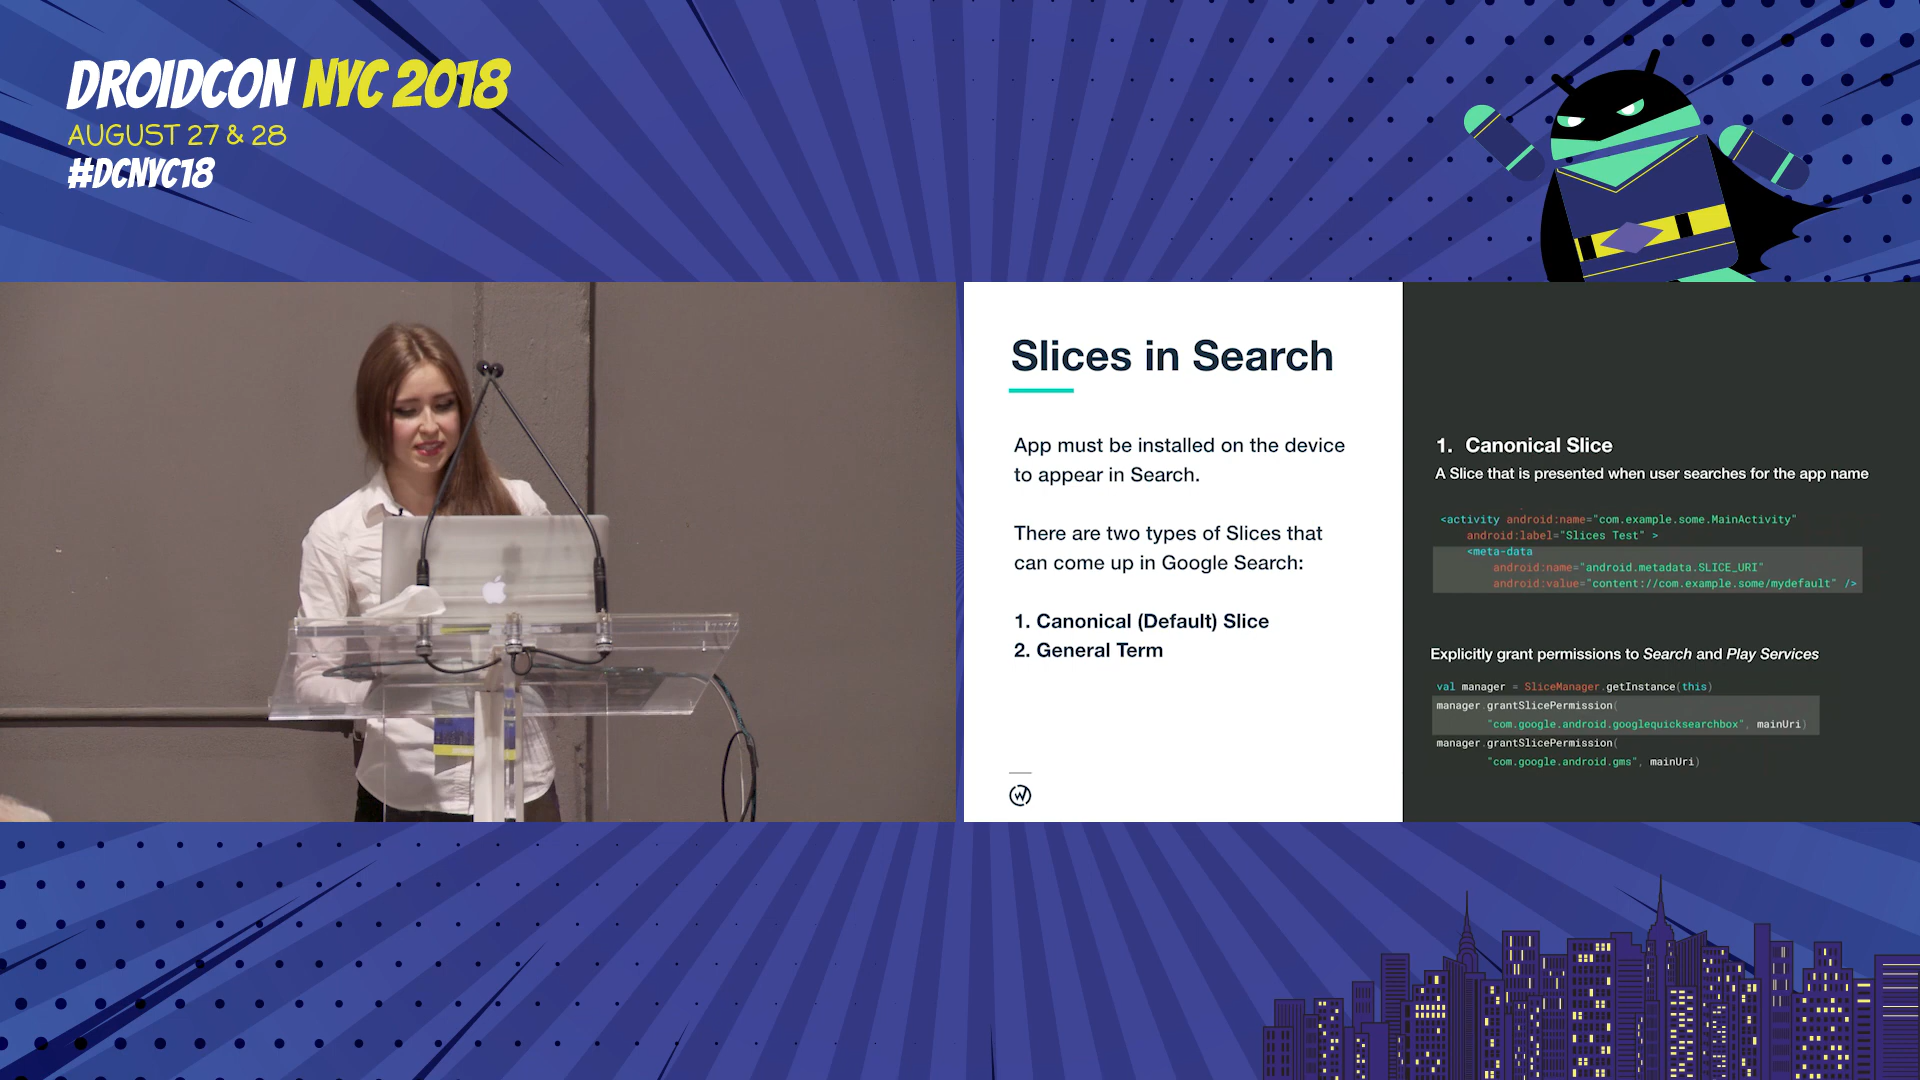 DROIDCON NYC 2018
AUGUST 27 & 28
#DCNYC18
Slices in Search
App must be installed on the device
to appear in Search.
There are two types of Slices that
can come up in Google Search:
1. Canonical (Default) Slice
2. General Term
1. Canonical Slice
A Slice that is presented when user searches for the app name
<activity android:name="com.example.some.MainActivity"
android:label="Slices Test" >
<meta-data
android:name="android.metadata.SLICE_URI"
android:value="content://com.example.some/mydefault" />
Explicitly grant permissions to Search and Play Services
val manager = SliceManager.getInstance(this)
manager.grantSlicePermission(
"com.google.android.googlequicksearchbox", mainUri)
manager.grantSlicePermission(
"com.google.android.gms", mainUri)